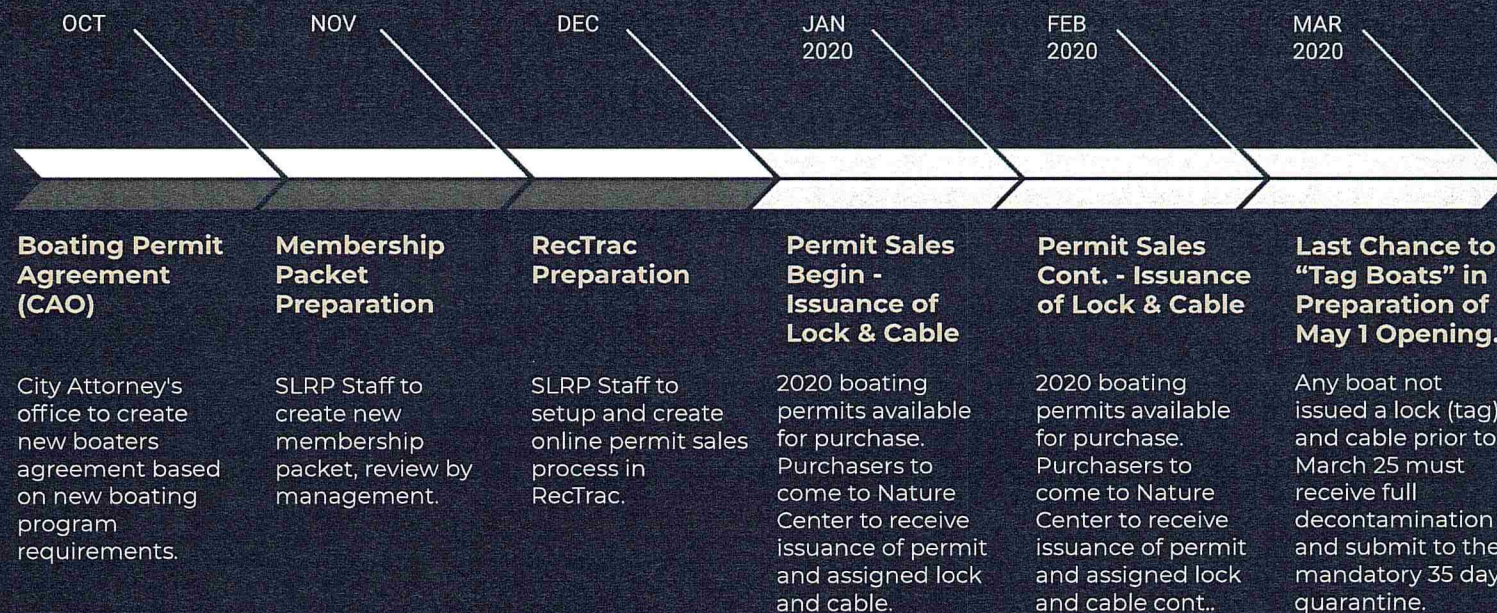 OCT
NOV
DEC
JAN
2020
FEB
2020
MAR
2020
Boating Permit
Agreement
(CAO)
City Attorney's
office to create
new boaters
agreement based
on new boating
program
requirements.
Membership
Packet
Preparation
SLRP Staff to
create new
membership
packet, review by
management.
RecTrac
Preparation
SLRP Staff to
setup and create
online permit sales
process in
RecTrac.
Permit Sales
Begin -
Issuance of
Lock & Cable
2020 boating
permits available
for purchase.
Purchasers to
come to Nature
Center to receive
issuance of permit
and assigned lock
and cable.
Permit Sales
Cont. - Issuance
of Lock & Cable
2020 boating
permits available
for purchase.
Purchasers to
come to Nature
Center to receive
issuance of permit
and assigned lock
and cable cont..
Last Chance to
“Tag Boats” in
Preparation of
May 1 Opening.
Any boat not
issued a lock (tag)
and cable prior to
March 25 must
receive full
decontamination
and submit to the
mandatory 35 day
quarantine.